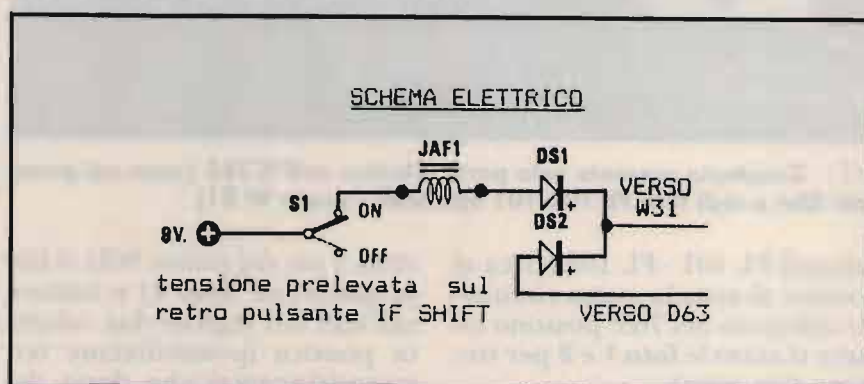 SCHEMA ELETTRICO
JAF1
DS1
VERSO
W31
S1
ON
DS2
9V.
OFF
tensione prelevata sul
retro pulsante IF SHIFT
VERSO D63